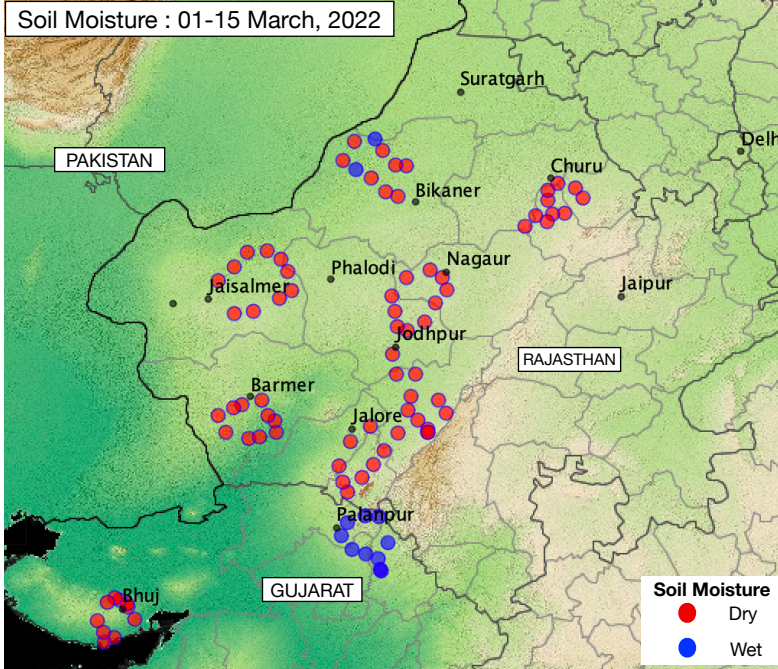 Soil Moisture : 01-15 March, 2022
Suratgarh
Delh
PAKISTAN
Churu
Bikaner
Nagaur
Phalodi
Jaisalmer
Jaipur
Jodhpur
RAJASTHAN
Barmer
Jalore
Palanpur
GUJARAT
Bhuj
Soil Moisture
Dry
Wet